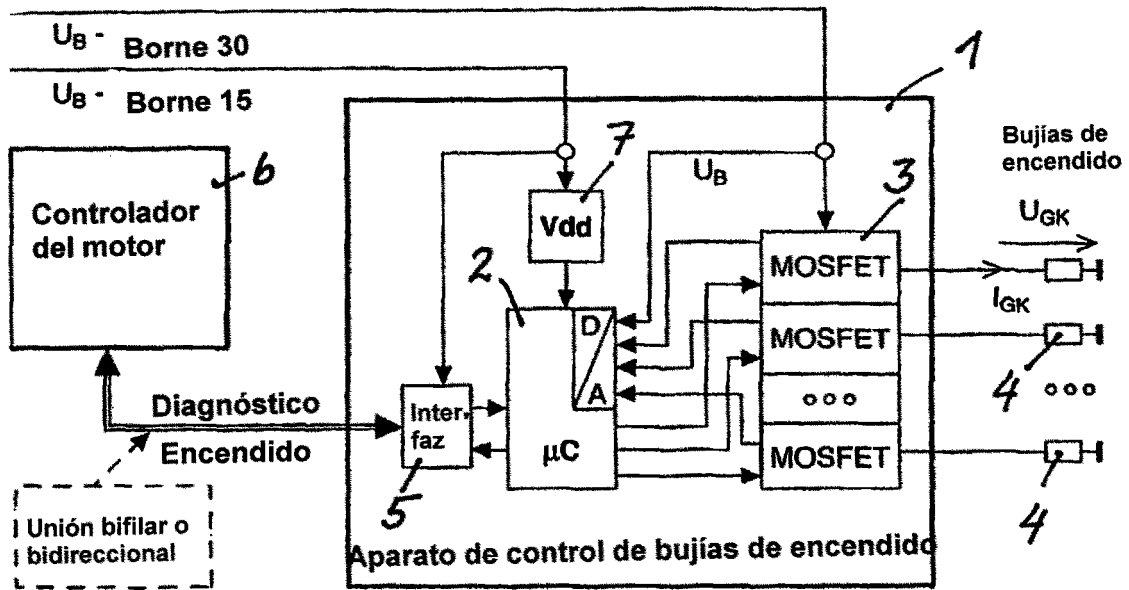 U_B - Borne 30
U_B - Borne 15
1
Bujías de
encendido
6
Controlador
del motor
7
Vdd
U_B
3
U_GK
I_GK
2
MOSFET
MOSFET
ooo
MOSFET
D
A
µC
4
ooo
4
Diagnóstico
Encendido
Inter-
faz
5
Unión bifilar o
bidireccional
Aparato de control de bujías de encendido